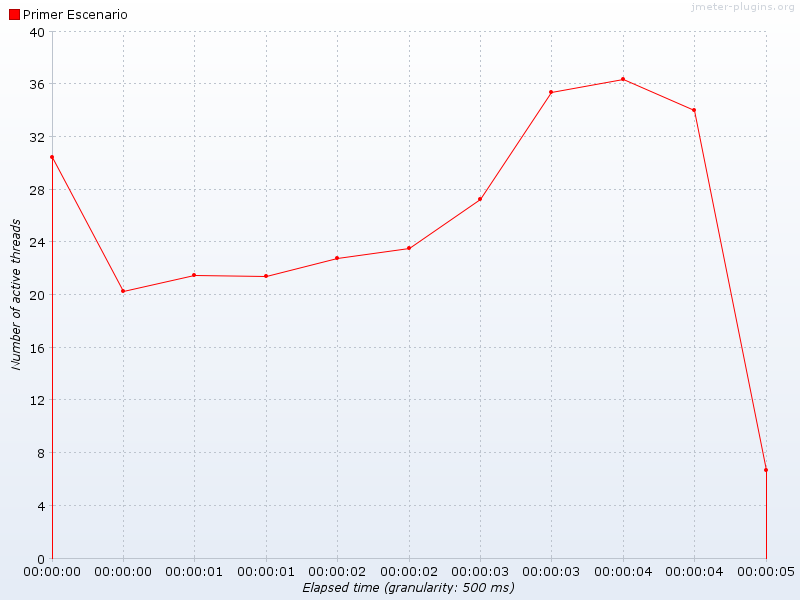 jmeter-plugins.org
Primer Escenario
40
36
32
28
24
20
16
12
8
4
0
Number of active threads
00:00:00 00:00:00 00:00:01 00:00:01 00:00:02 00:00:02 00:00:03 00:00:03 00:00:04 00:00:04 00:00:05
Elapsed time (granularity: 500 ms)